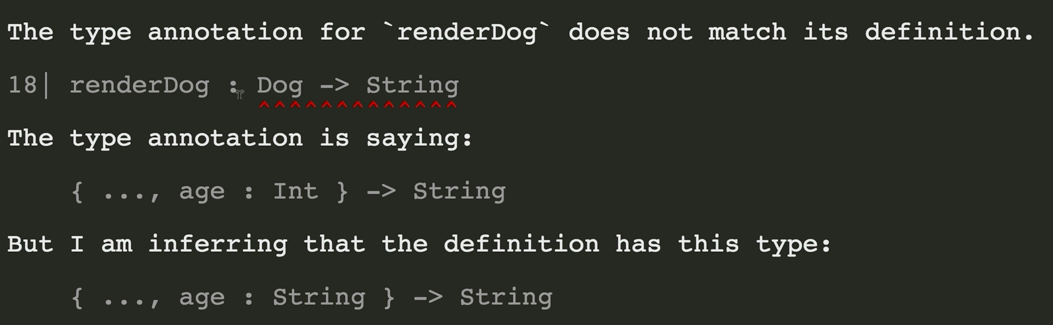 The type annotation for `renderDog` does not match its definition.
18| renderDog : Dog -> String
^^^^^^^^^^^^^
The type annotation is saying:
{ ..., age : Int } -> String
But I am inferring that the definition has this type:
{ ..., age : String } -> String